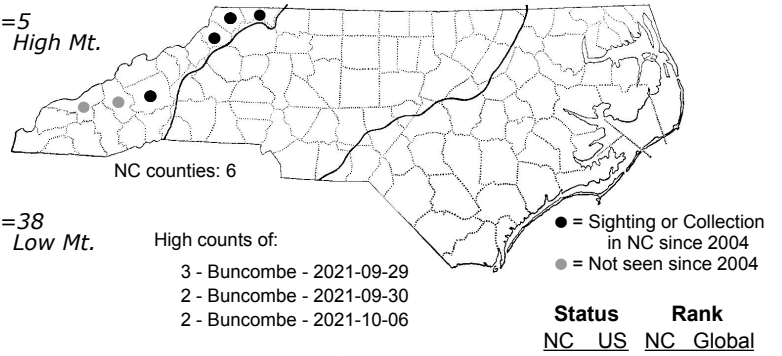 =5
High Mt.
NC counties: 6
=38
Low Mt.
High counts of:
3 - Buncombe - 2021-09-29
2 - Buncombe - 2021-09-30
2 - Buncombe - 2021-10-06
= Sighting or Collection
in NC since 2004
= Not seen since 2004
Status Rank
NC US NC Global